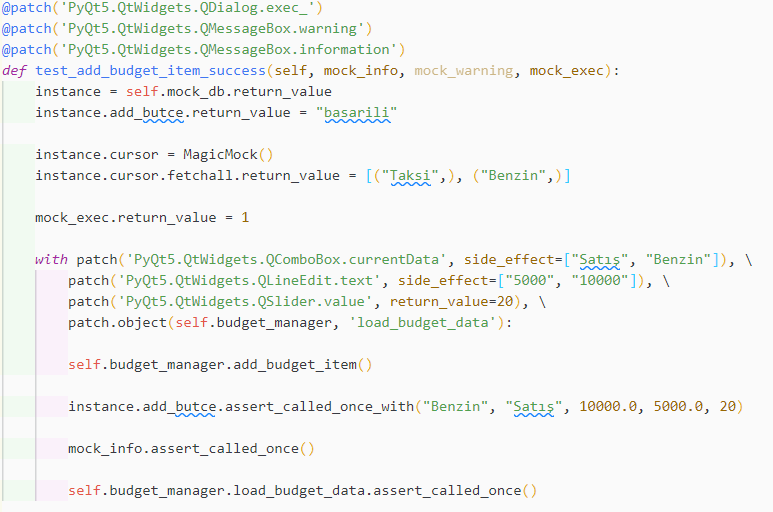 @patch('PyQt5.QtWidgets.QDialog.exec_')
@patch('PyQt5.QtWidgets.QMessageBox.warning')
@patch('PyQt5.QtWidgets.QMessageBox.information')
def test_add_budget_item_success(self, mock_info, mock_warning, mock_exec):
    instance = self.mock_db.return_value
    instance.add_butce.return_value = "basarili"

    instance.cursor = MagicMock()
    instance.cursor.fetchall.return_value = [("Taksi",), ("Benzin",)]

    mock_exec.return_value = 1

    with patch('PyQt5.QtWidgets.QComboBox.currentData', side_effect=["Satış", "Benzin"]), \
        patch('PyQt5.QtWidgets.QLineEdit.text', side_effect=["5000", "10000"]), \
        patch('PyQt5.QtWidgets.QSlider.value', return_value=20), \
        patch.object(self.budget_manager, 'load_budget_data'):

        self.budget_manager.add_budget_item()

        instance.add_butce.assert_called_once_with("Benzin", "Satış", 10000.0, 5000.0, 20)

        mock_info.assert_called_once()

        self.budget_manager.load_budget_data.assert_called_once()